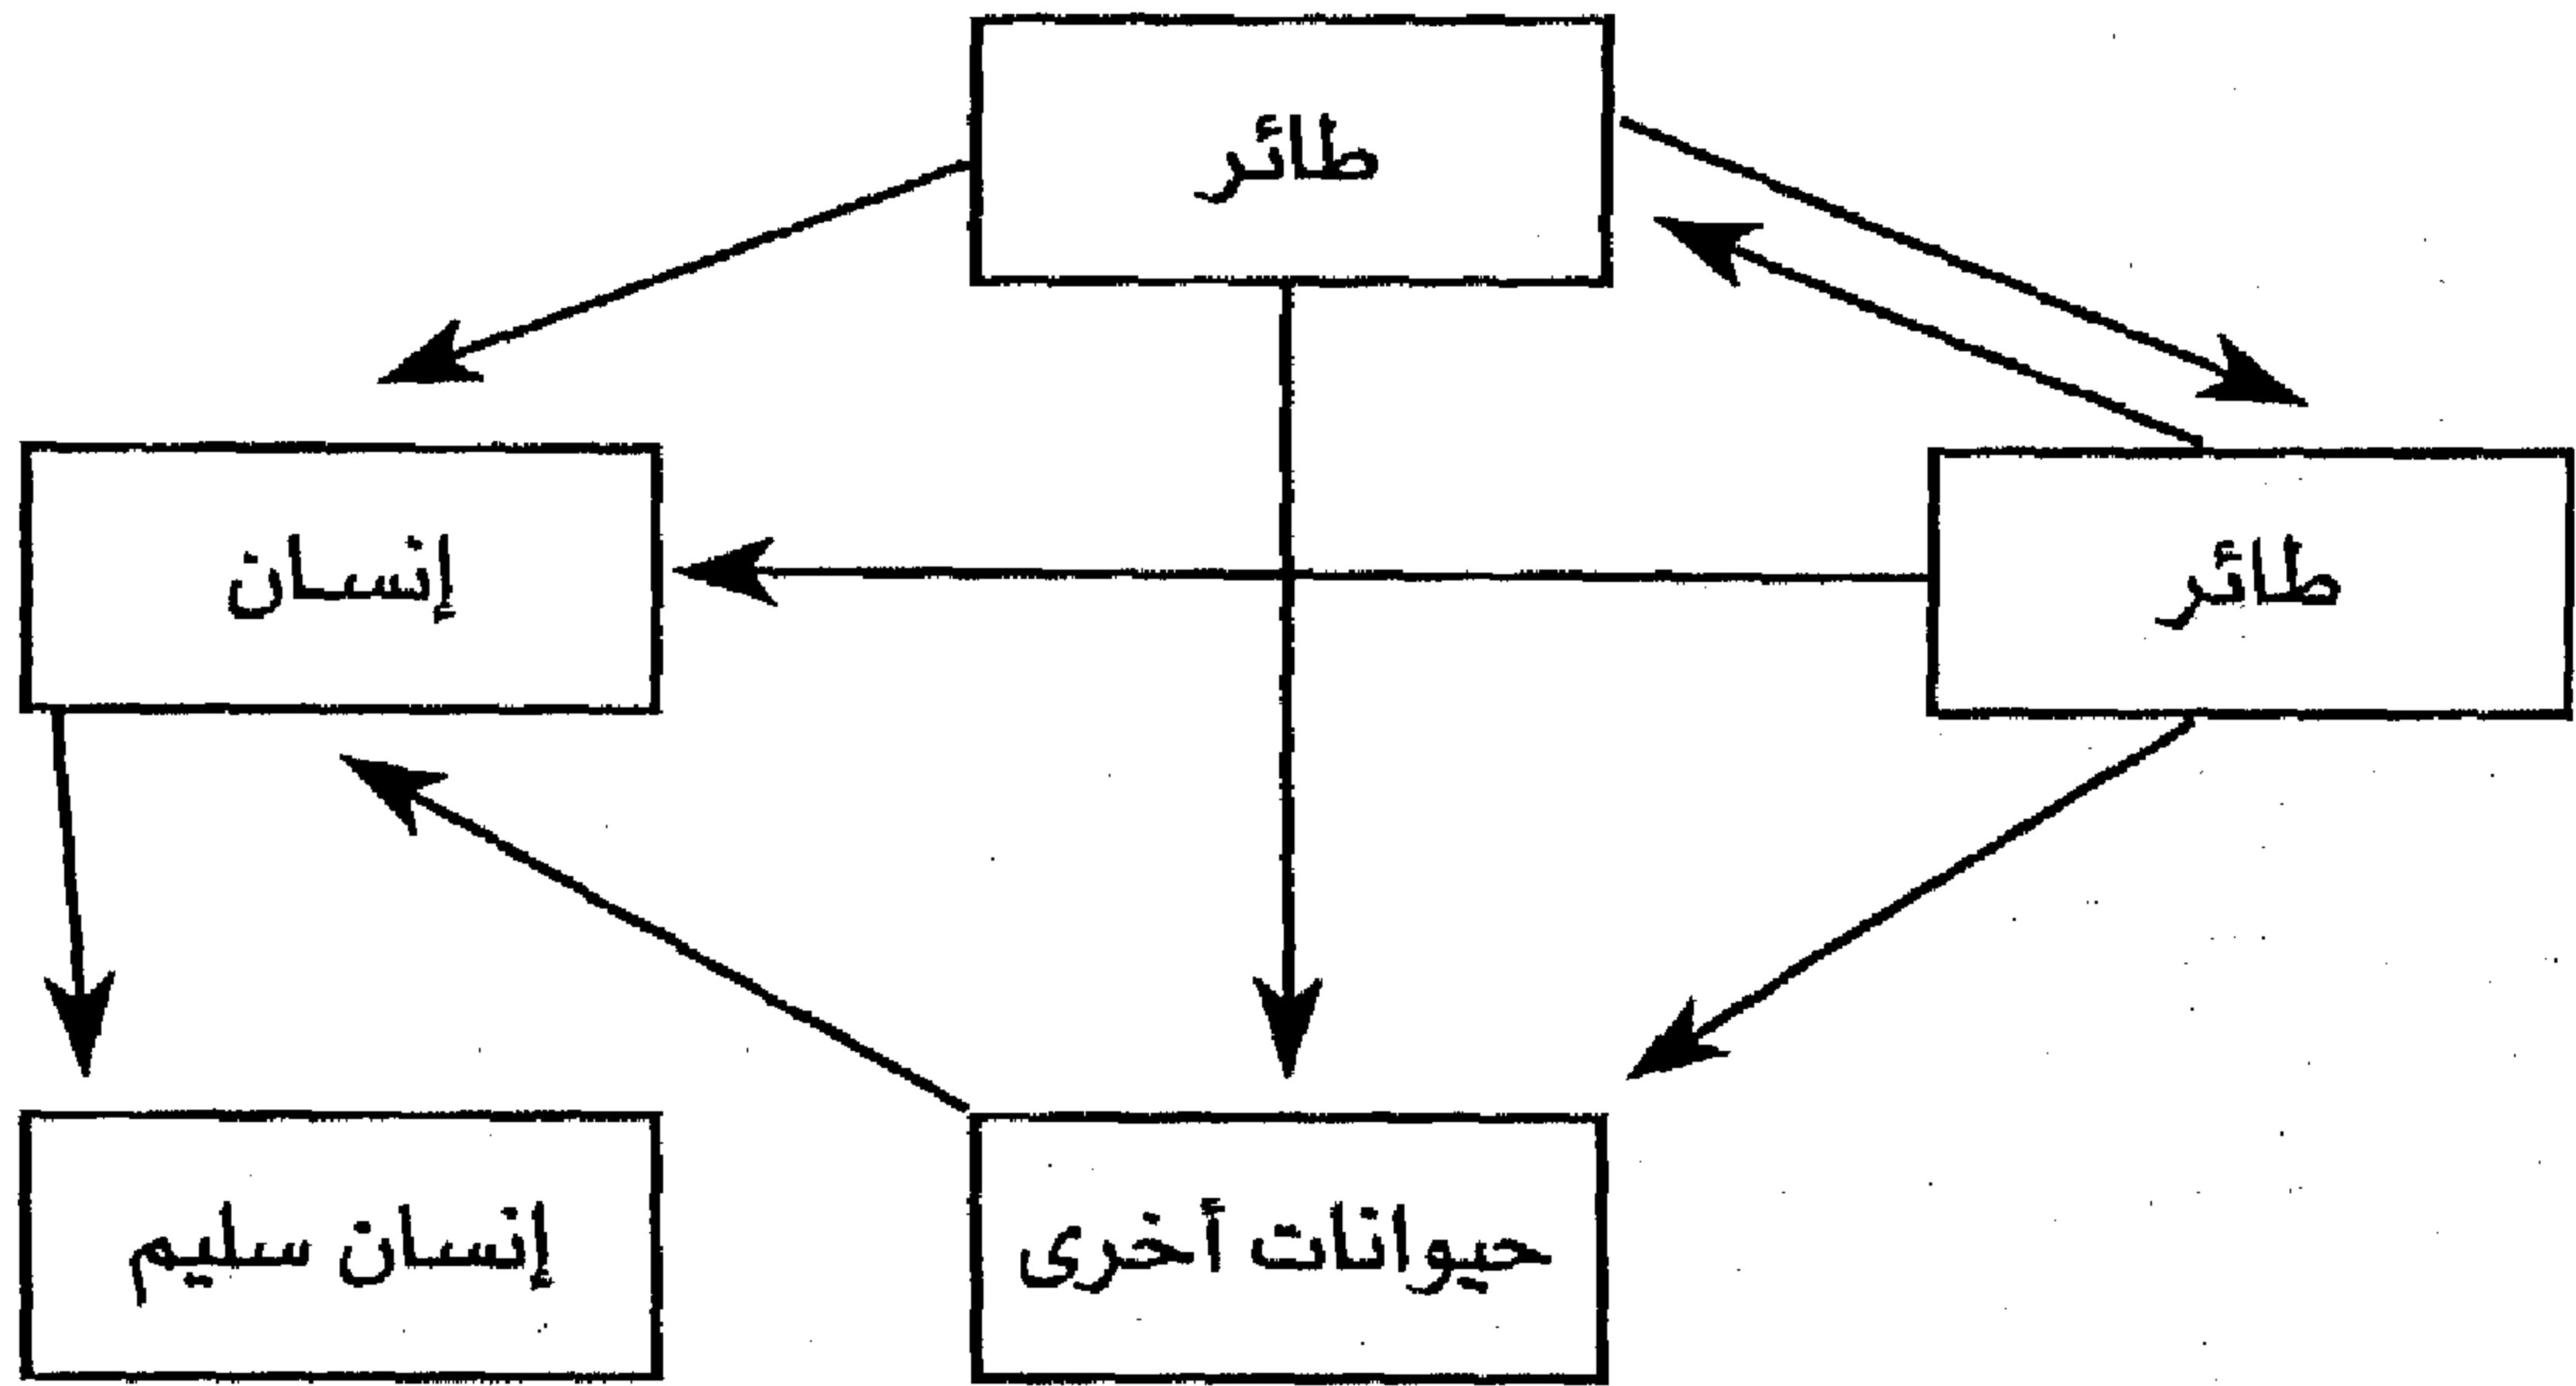 طائر
طائر
إنسان
حيوانات أخرى
إنسان سليم